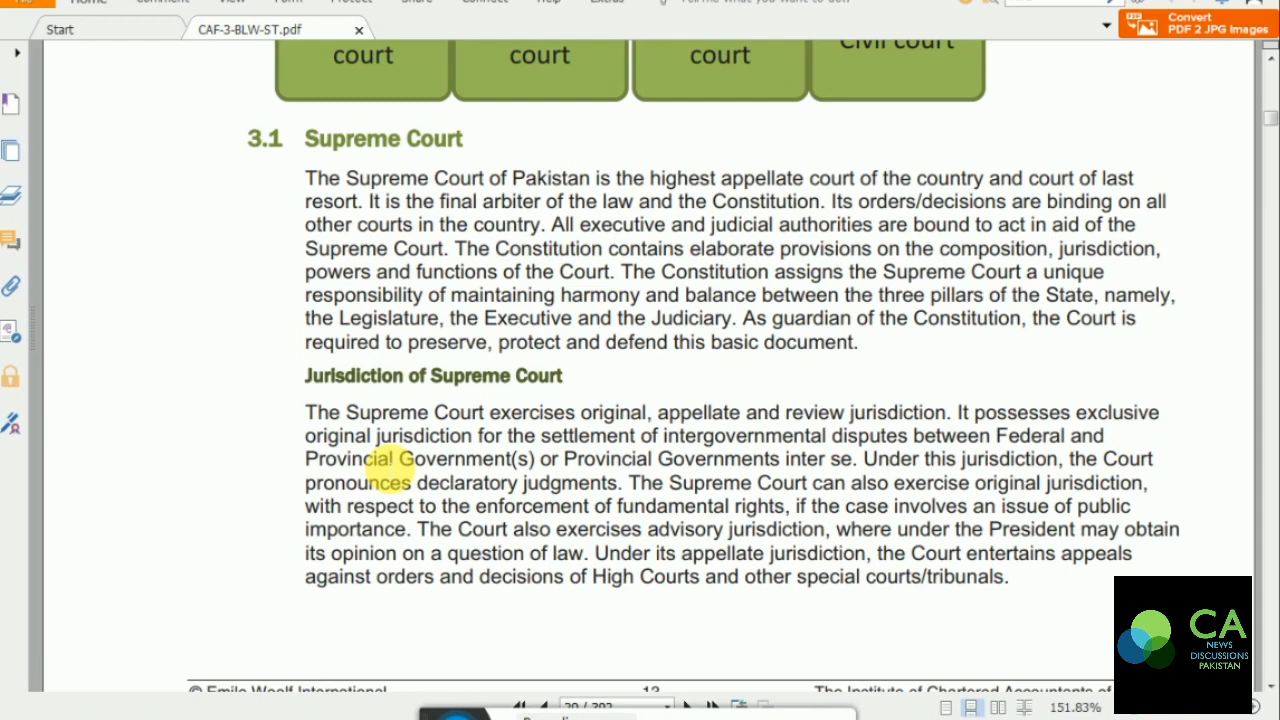 Start
CAF-3-BLW-ST.pdf
Convert
PDF 2 JPG Images
court
court
court
Civil court
3.1 Supreme Court
The Supreme Court of Pakistan is the highest appellate court of the country and court of last
resort. It is the final arbiter of the law and the Constitution. Its orders/decisions are binding on all
other courts in the country. All executive and judicial authorities are bound to act in aid of the
Supreme Court. The Constitution contains elaborate provisions on the composition, jurisdiction,
powers and functions of the Court. The Constitution assigns the Supreme Court a unique
responsibility of maintaining harmony and balance between the three pillars of the State, namely,
the Legislature, the Executive and the Judiciary. As guardian of the Constitution, the Court is
required to preserve, protect and defend this basic document.
Jurisdiction of Supreme Court
The Supreme Court exercises original, appellate and review jurisdiction. It possesses exclusive
original jurisdiction for the settlement of intergovernmental disputes between Federal and
Provincial Government(s) or Provincial Governments inter se. Under this jurisdiction, the Court
pronounces declaratory judgments. The Supreme Court can also exercise original jurisdiction,
with respect to the enforcement of fundamental rights, if the case involves an issue of public
importance. The Court also exercises advisory jurisdiction, where under the President may obtain
its opinion on a question of law. Under its appellate jurisdiction, the Court entertains appeals
against orders and decisions of High Courts and other special courts/tribunals.
CA
NEWS
DISCUSSIONS
PAKISTAN
© Emile Woolf International
13
The Institute of Chartered Accountants of
151.83%